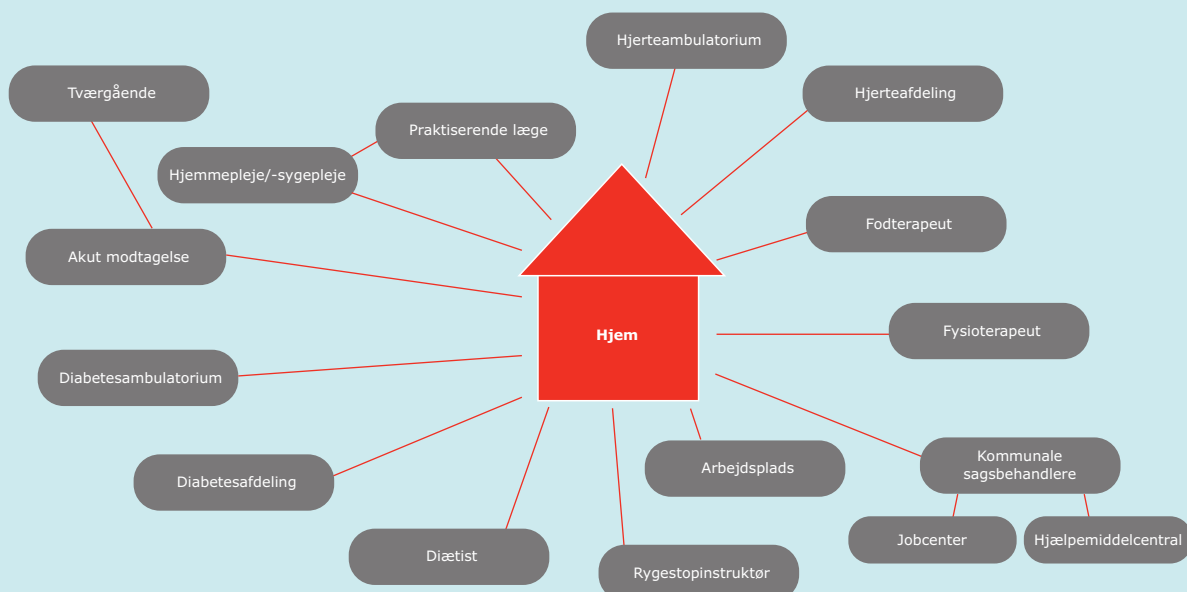 Hjerteambulatorium
Tværgående
Hjerteafdeling
Praktiserende læge
Hjemmepleje/-sygepleje
Fodterapeut
Akut modtagelse
Fysioterapeut
Hjem
Diabetesambulatorium
Kommunale
sagsbehandlere
Arbejdsplads
Diabetesafdeling
Jobcenter
Hjælpemiddelcentral
Diætist
Rygestopinstruktør